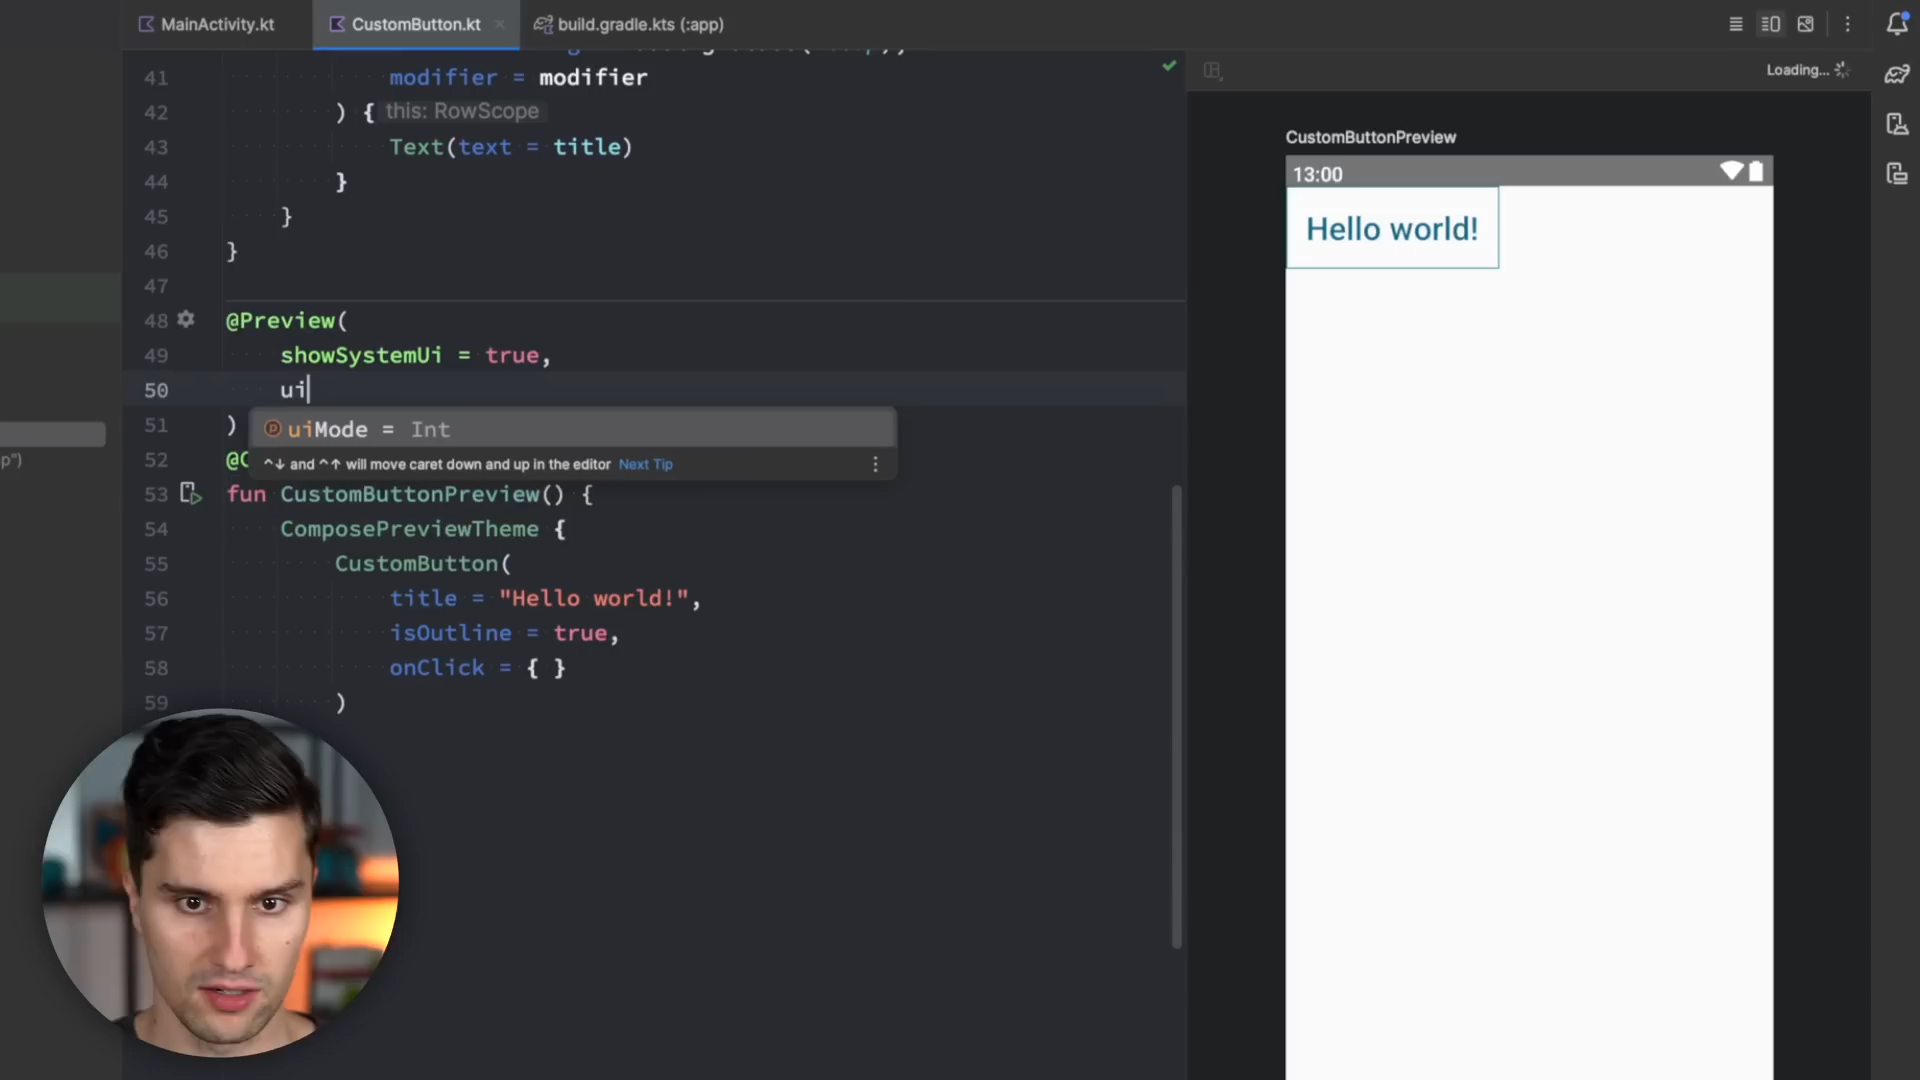 MainActivity.kt
CustomButton.kt
build.gradle.kts (:app)
41 modifier = modifier
42 ) { this: RowScope
43 Text(text = title)
44 }
45 }
46 }
47
48 @Preview(
49 showSystemUi = true,
50 ui
51 )
uiMode = Int
52 @C
^↓ and ^↑ will move caret down and up in the editor Next Tip
53 fun CustomButtonPreview() {
54 ComposePreviewTheme {
55 CustomButton(
56 title = "Hello world!",
57 isOutline = true,
58 onClick = { }
59 )
p")
Loading...
CustomButtonPreview
13:00
Hello world!